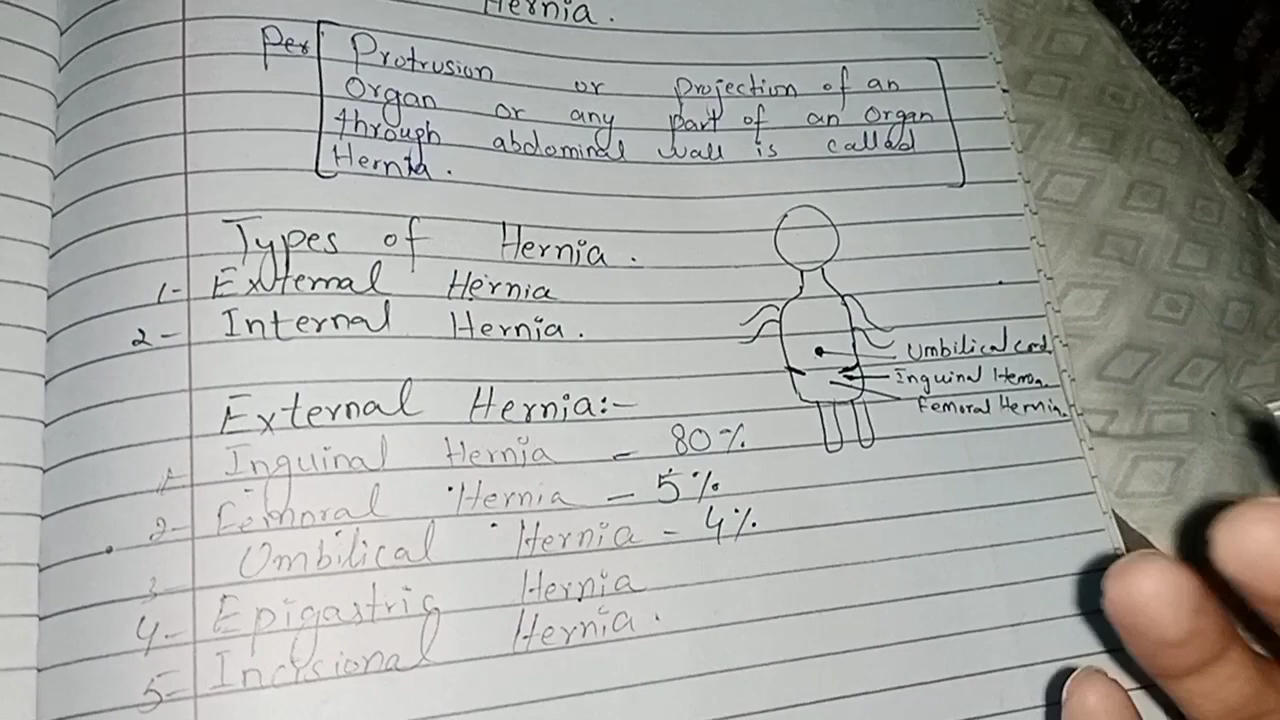 Hernia.
Per Protrusion or projection of an
Organ or any part of an organ
through abdominal wall is called
Hernia.
Types of Hernia.
1- External Hernia
2- Internal Hernia.
Umbilical cord
Inguinal Hernia
Femoral Hernia
External Hernia:-
1- Inguinal Hernia - 80%
2- Femoral Hernia - 5%
3- Umbilical Hernia - 4%
4- Epigastric Hernia
5- Incisional Hernia.